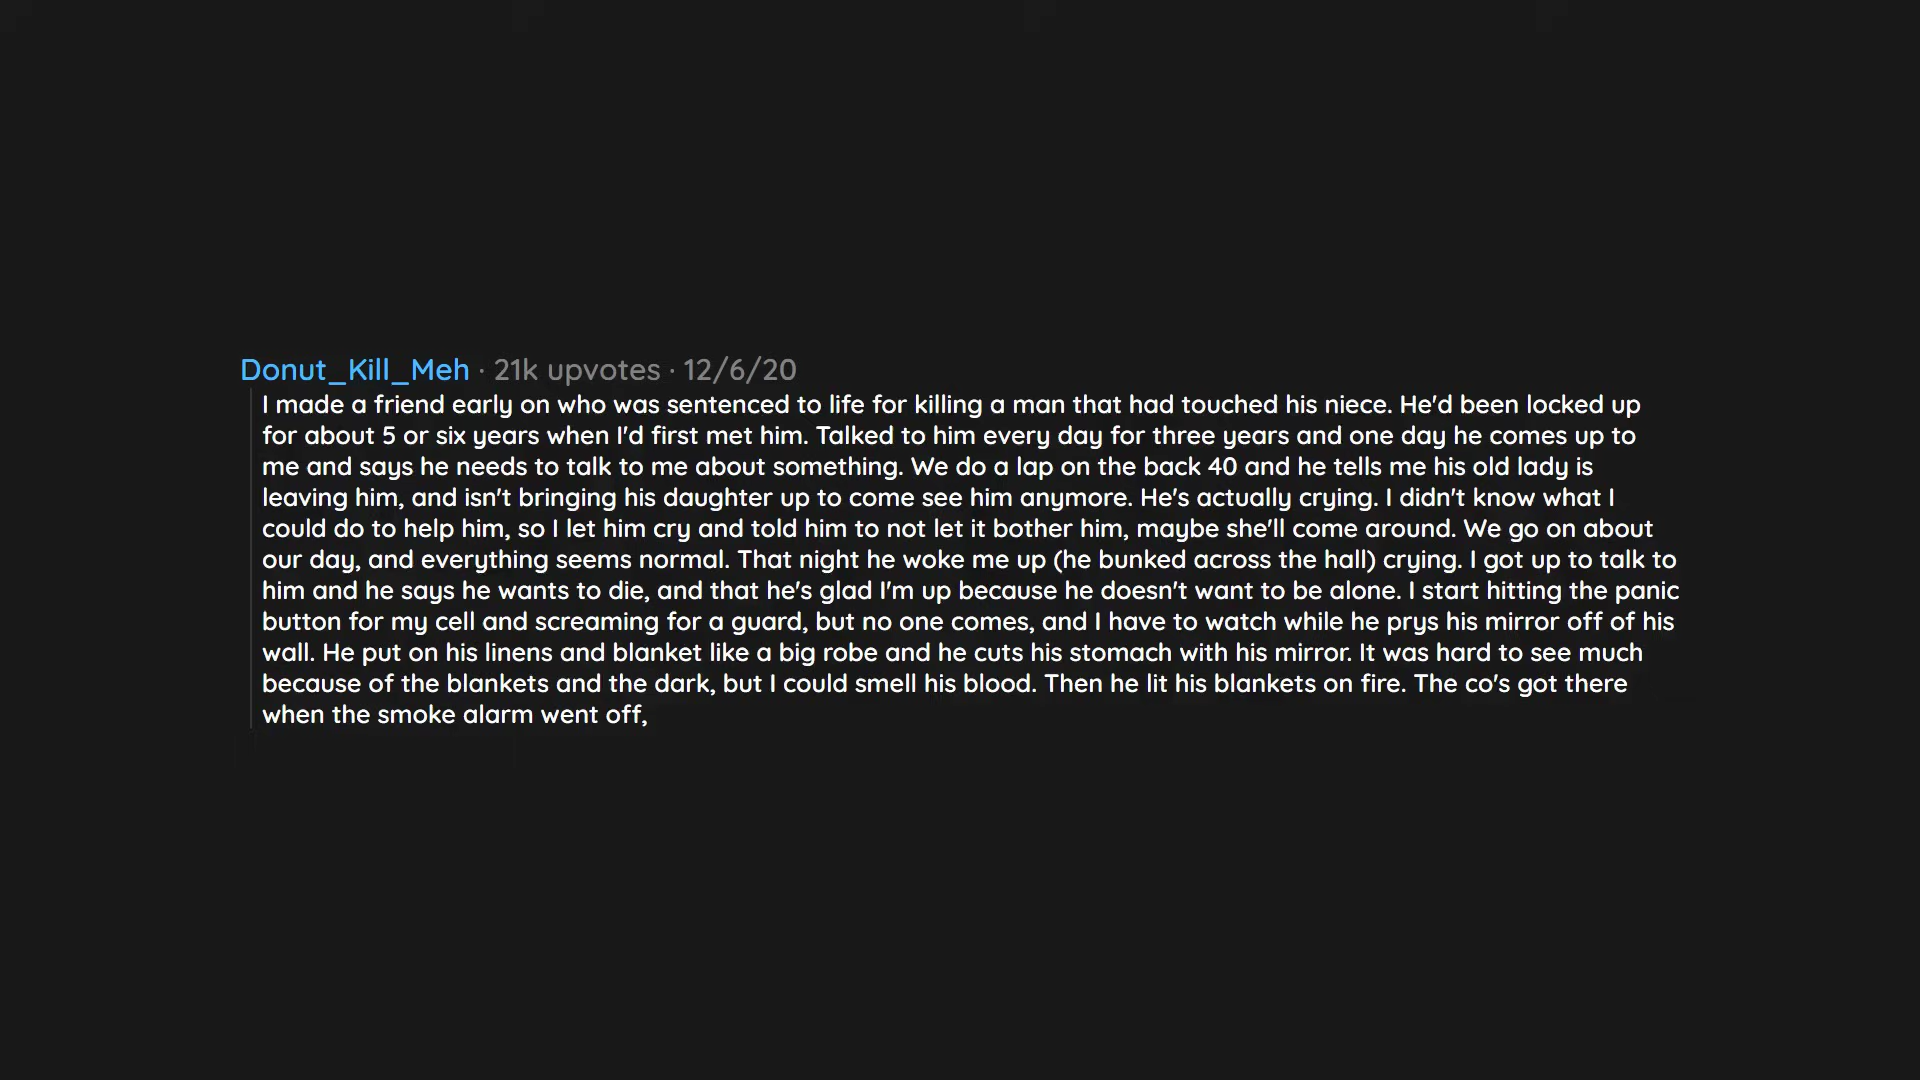 Donut_Kill_Meh · 21k upvotes · 12/6/20
I made a friend early on who was sentenced to life for killing a man that had touched his niece. He'd been locked up
for about 5 or six years when I'd first met him. Talked to him every day for three years and one day he comes up to
me and says he needs to talk to me about something. We do a lap on the back 40 and he tells me his old lady is
leaving him, and isn't bringing his daughter up to come see him anymore. He's actually crying. I didn't know what I
could do to help him, so I let him cry and told him to not let it bother him, maybe she'll come around. We go on about
our day, and everything seems normal. That night he woke me up (he bunked across the hall) crying. I got up to talk to
him and he says he wants to die, and that he's glad I'm up because he doesn't want to be alone. I start hitting the panic
button for my cell and screaming for a guard, but no one comes, and I have to watch while he prys his mirror off of his
wall. He put on his linens and blanket like a big robe and he cuts his stomach with his mirror. It was hard to see much
because of the blankets and the dark, but I could smell his blood. Then he lit his blankets on fire. The co's got there
when the smoke alarm went off,